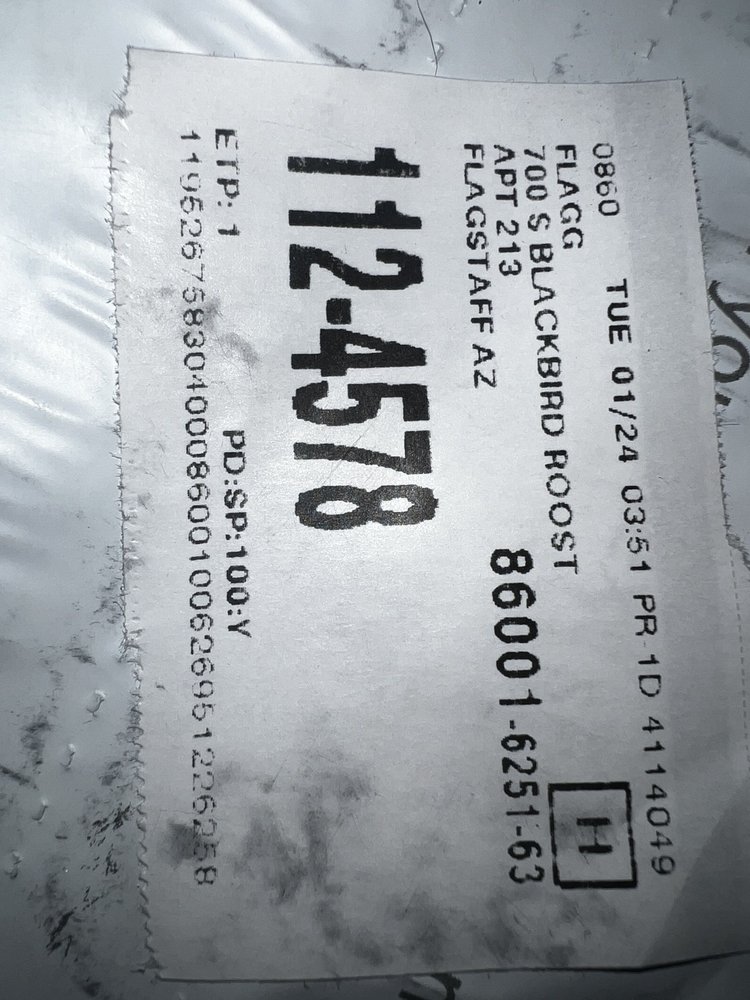 0860 TUE 01/24 03:51 PR-1D 4114049
FLAGG
700 S BLACKBIRD ROOST
APT 213
FLAGSTAFF AZ
86001-6251-63
H
112-4578
ETP: 1 PD:SP:100:Y
1195267583040008600100626951226258